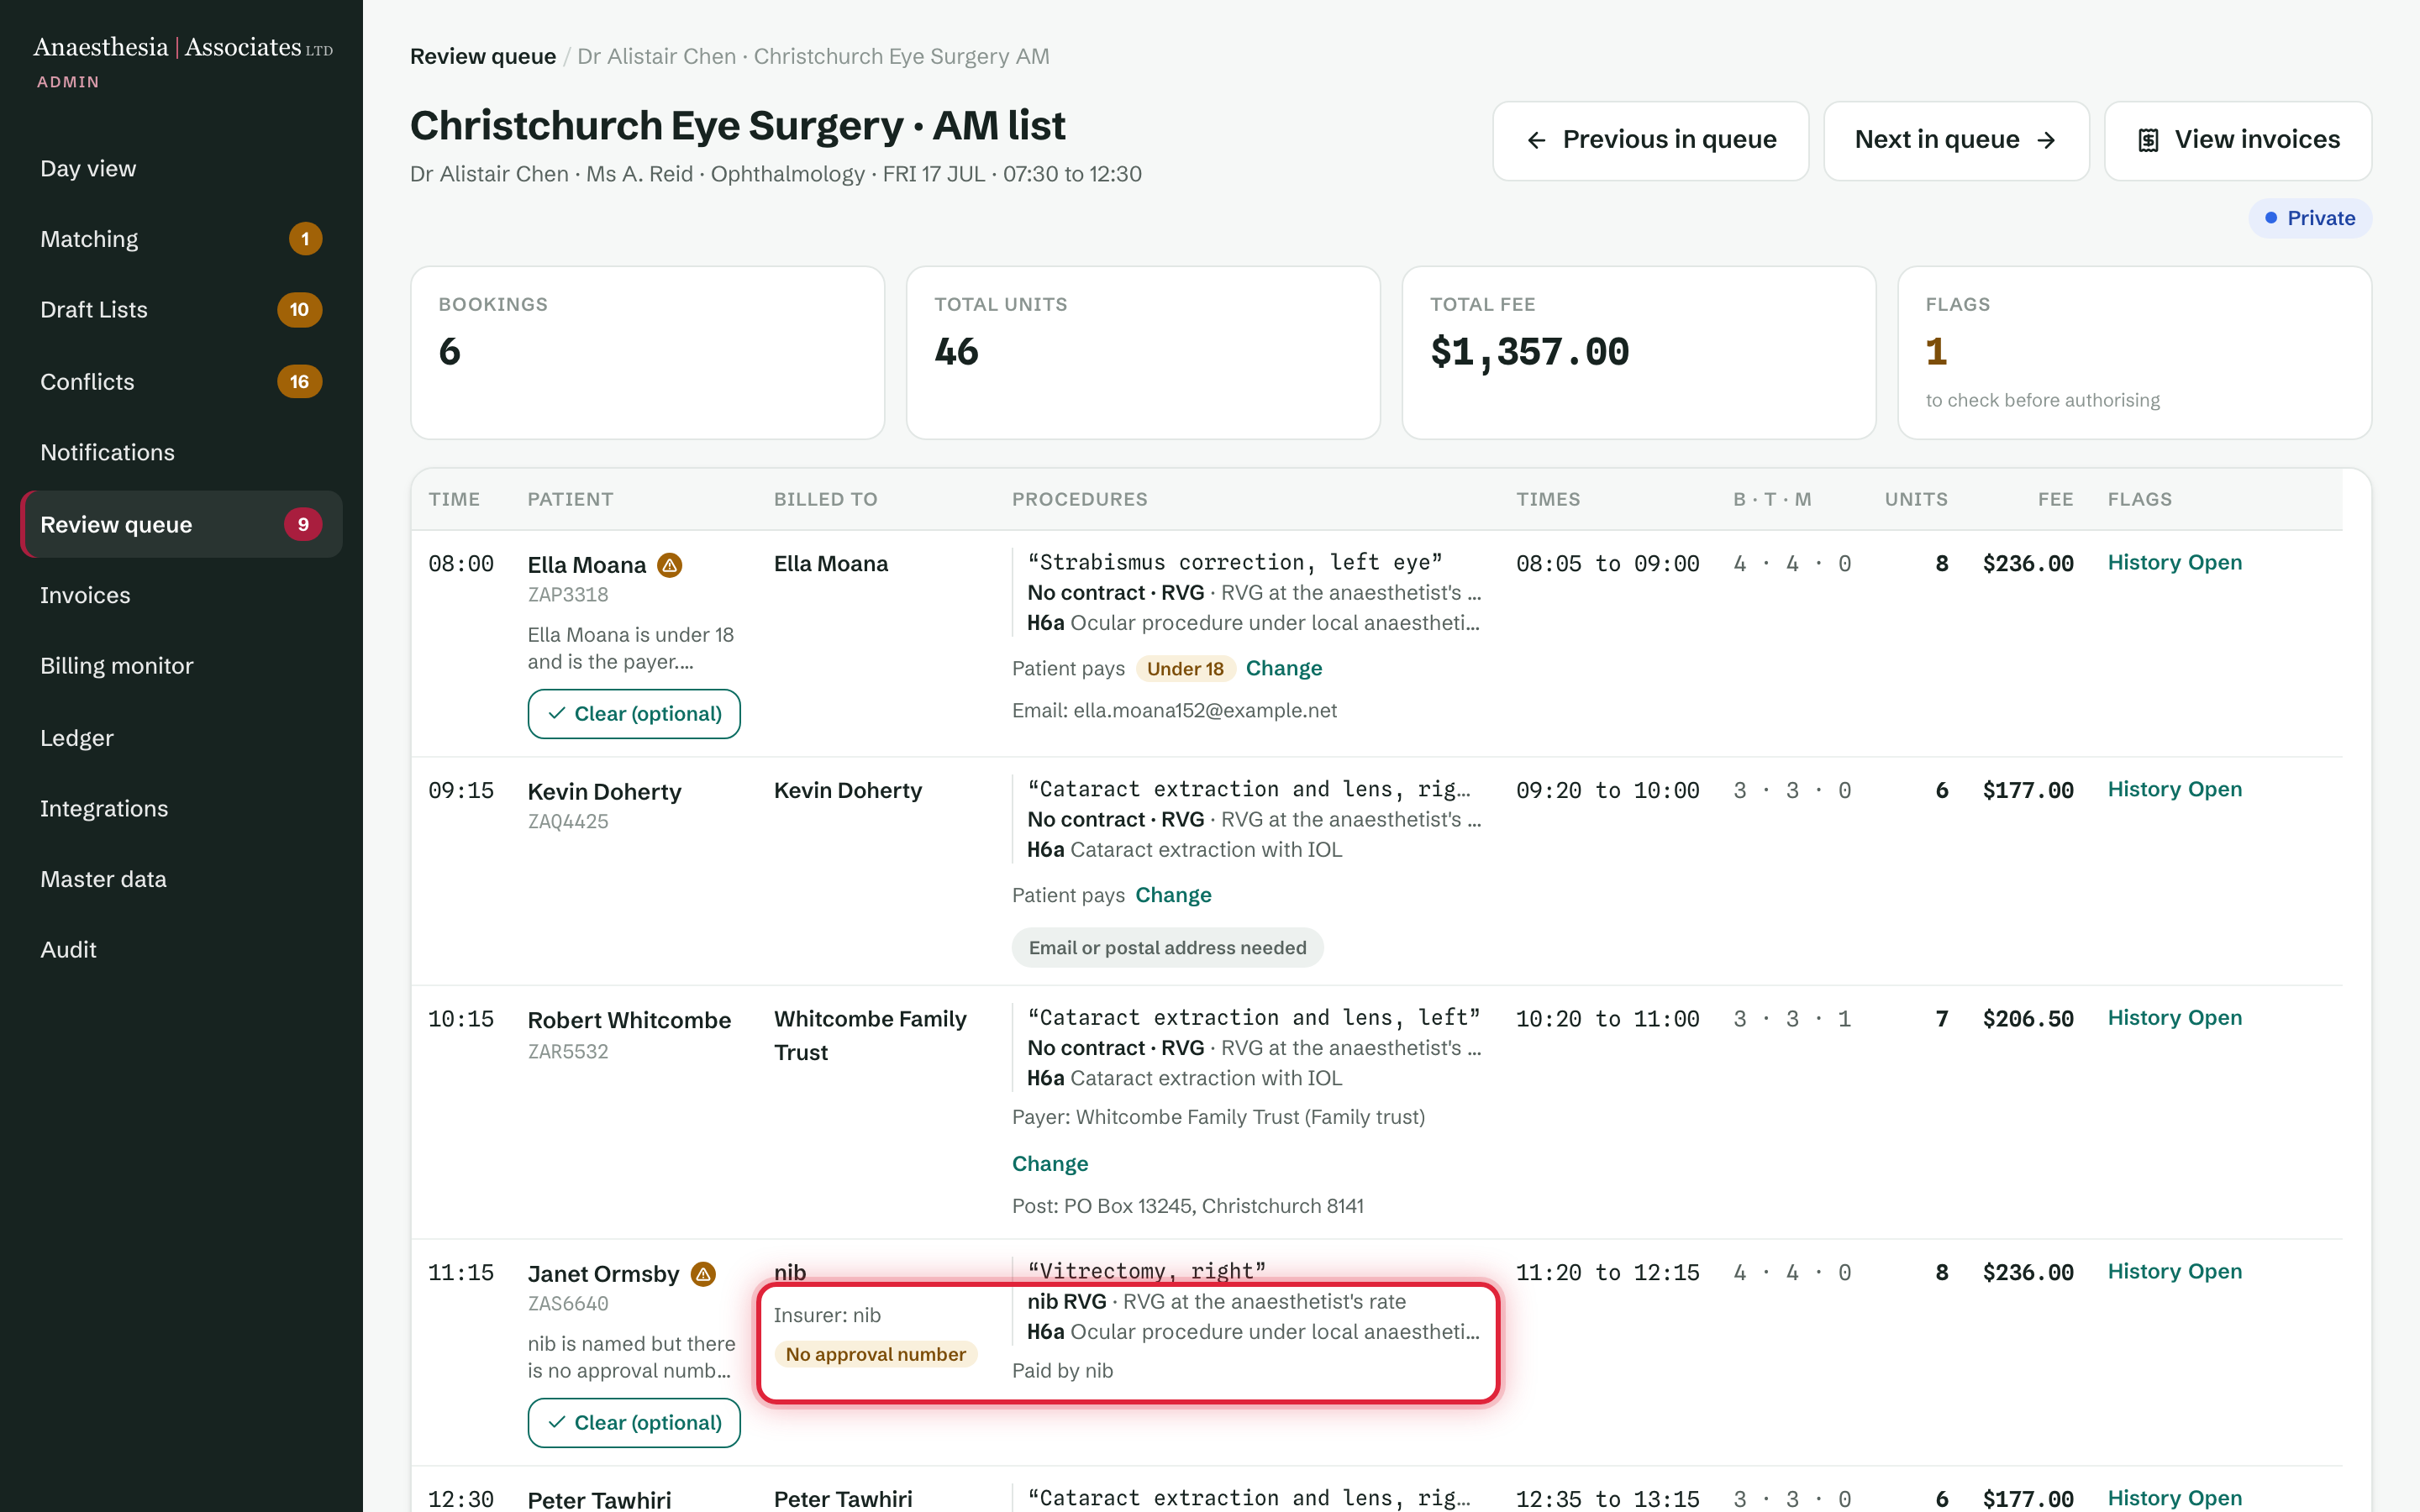 Anaesthesia | Associates LTD
ADMIN
Day view
Matching 1
Draft Lists 10
Conflicts 16
Notifications
Review queue 9
Invoices
Billing monitor
Ledger
Integrations
Master data
Audit
Review queue / Dr Alistair Chen · Christchurch Eye Surgery AM
Christchurch Eye Surgery · AM list
Dr Alistair Chen · Ms A. Reid · Ophthalmology · FRI 17 JUL · 07:30 to 12:30
← Previous in queue
Next in queue →
View invoices
Private
BOOKINGS
6
TOTAL UNITS
46
TOTAL FEE
$1,357.00
FLAGS
1
to check before authorising
TIME PATIENT BILLED TO PROCEDURES TIMES B · T · M UNITS FEE FLAGS
08:00 Ella Moana Ella Moana “Strabismus correction, left eye” 08:05 to 09:00 4 · 4 · 0 8 $236.00 History Open
ZAP3318 No contract · RVG · RVG at the anaesthetist's ...
H6a Ocular procedure under local anaestheti...
Ella Moana is under 18
and is the payer....
Patient pays Under 18 Change
Clear (optional)
Email: ella.moana152@example.net
09:15 Kevin Doherty Kevin Doherty “Cataract extraction and lens, rig… 09:20 to 10:00 3 · 3 · 0 6 $177.00 History Open
ZAQ4425 No contract · RVG · RVG at the anaesthetist's ...
H6a Cataract extraction with IOL
Patient pays Change
Email or postal address needed
10:15 Robert Whitcombe Whitcombe Family “Cataract extraction and lens, left” 10:20 to 11:00 3 · 3 · 1 7 $206.50 History Open
ZAR5532 Trust No contract · RVG · RVG at the anaesthetist's ...
H6a Cataract extraction with IOL
Payer: Whitcombe Family Trust (Family trust)
Change
Post: PO Box 13245, Christchurch 8141
11:15 Janet Ormsby nib “Vitrectomy, right” 11:20 to 12:15 4 · 4 · 0 8 $236.00 History Open
ZAS6640 Insurer: nib nib RVG · RVG at the anaesthetist's rate
H6a Ocular procedure under local anaestheti...
nib is named but there
is no approval numb...
No approval number
Paid by nib
Clear (optional)
12:30 Peter Tawhiri Peter Tawhiri “Cataract extraction and lens, rig… 12:35 to 13:15 3 · 3 · 0 6 $177.00 History Open